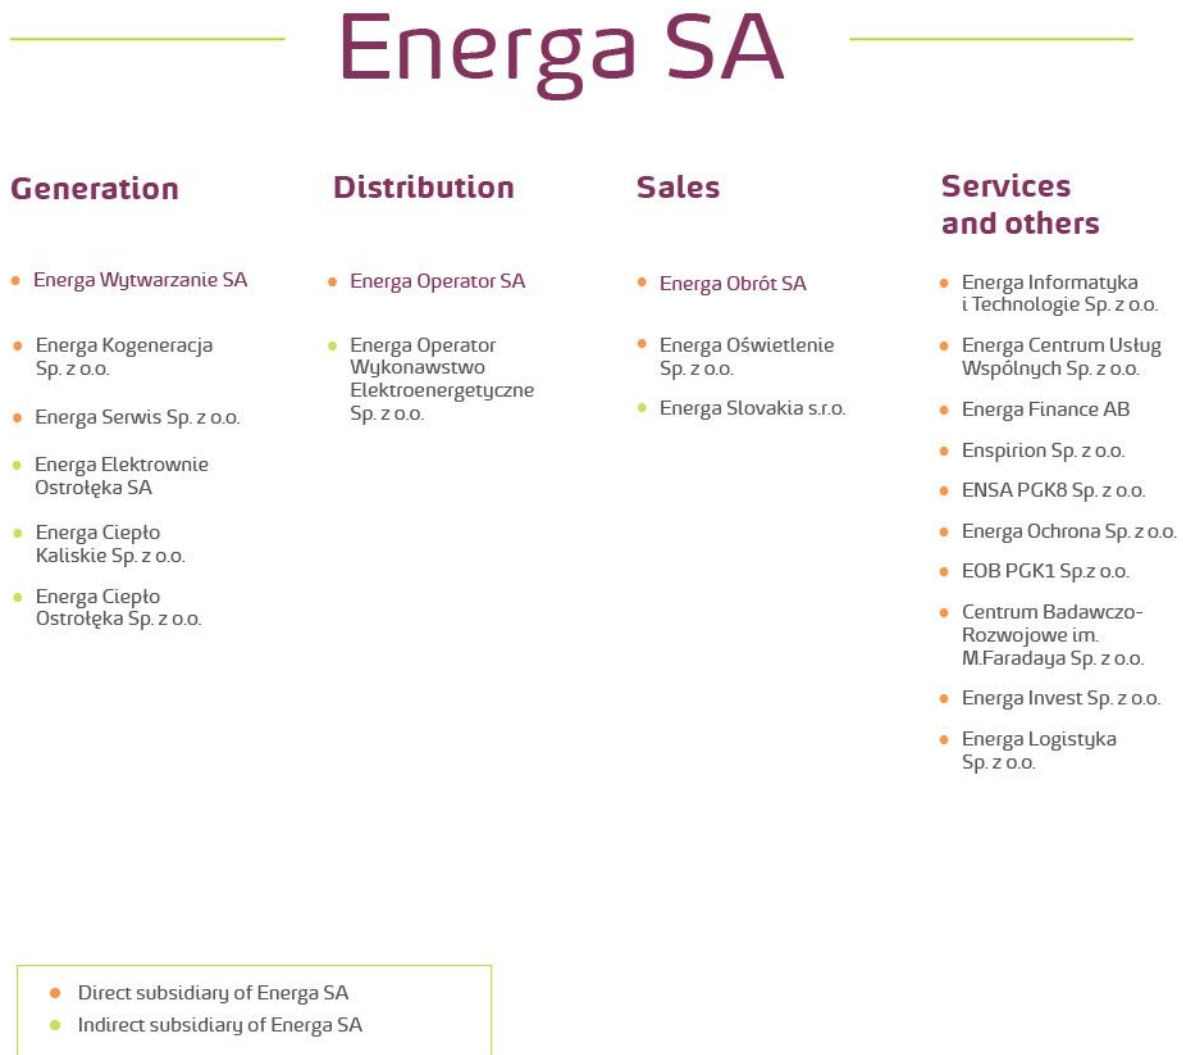 Energa SA
Generation
Energa Wytwarzanie SA
Energa Kogeneracja
Sp. z o.o.
Energa Serwis Sp. z o.o.
Energa Elektrownie
Ostrołęka SA
Energa Ciepło
Kaliskie Sp. z o.o.
Energa Ciepło
Ostrołęka Sp. z o.o.
Distribution
Energa Operator SA
Energa Operator
Wykonawstwo
Elektroenergetyczne
Sp. z o.o.
Sales
Energa Obrót SA
Energa Oświetlenie
Sp. z o.o.
Energa Slovakia s.r.o.
Services
and others
Energa Informatyka
i Technologie Sp. z o.o.
Energa Centrum Usług
Wspólnych Sp. z o.o.
Energa Finance AB
Enspirion Sp. z o.o.
ENSA PGK8 Sp. z o.o.
Energa Ochrona Sp. z o.o.
EOB PGK1 Sp.z o.o.
Centrum Badawczo-
Rozwojowe im.
M.Faradaya Sp. z o.o.
Energa Invest Sp. z o.o.
Energa Logistyka
Sp. z o.o.
Direct subsidiary of Energa SA
Indirect subsidiary of Energa SA